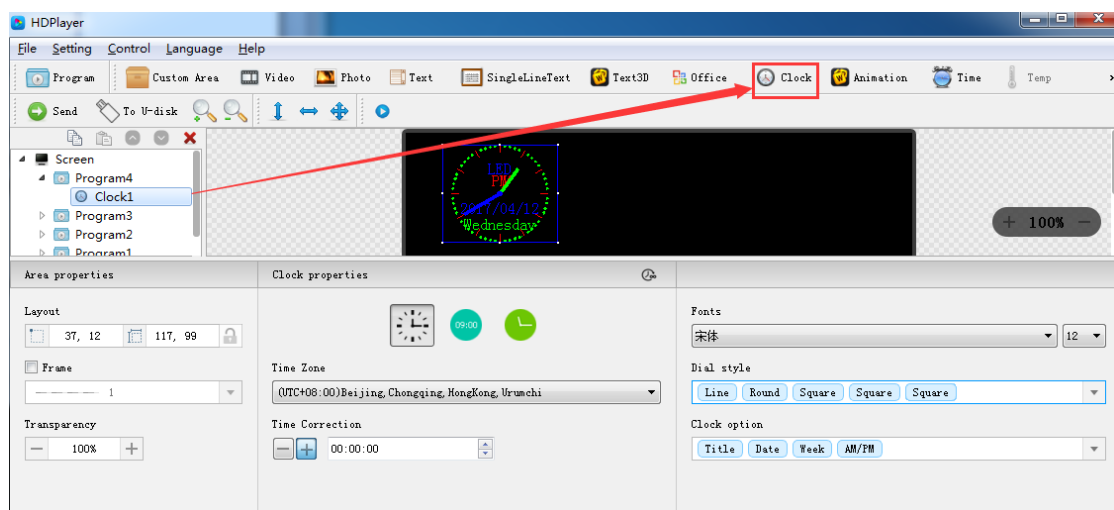 HDPlayer
File Setting Control Language Help
Program Custom Area Video Photo Text SingleLineText Text3D Office Clock Animation Time Temp
Send To U-disk
Screen
Program4
Clock1
Program3
Program2
Program1
LED
PM
2017/04/12
Wednesday
100%
Area properties Clock properties
Layout
37, 12 117, 99
Frame
1
Transparency
100%
09:00
Time Zone
(UTC+08:00)Beijing, Chongqing, HongKong, Urumchi
Time Correction
00:00:00
Fonts
宋体 12
Dial style
Line Round Square Square Square
Clock option
Title Date Week AM/PM